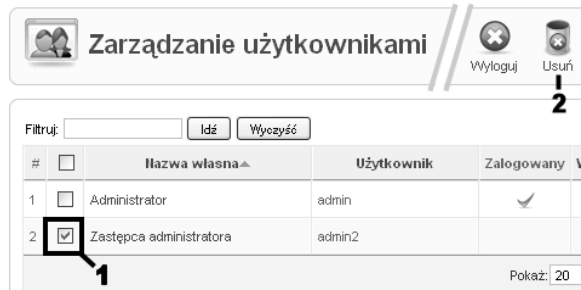 Zarządzanie użytkownikami
Wyloguj
Usuń
2
Filtruj:
Idź
Wyczyść
# Nazwa własna Użytkownik Zalogowany
1 Administrator admin
2 Zastępca administratora admin2
1
Pokaż: 20